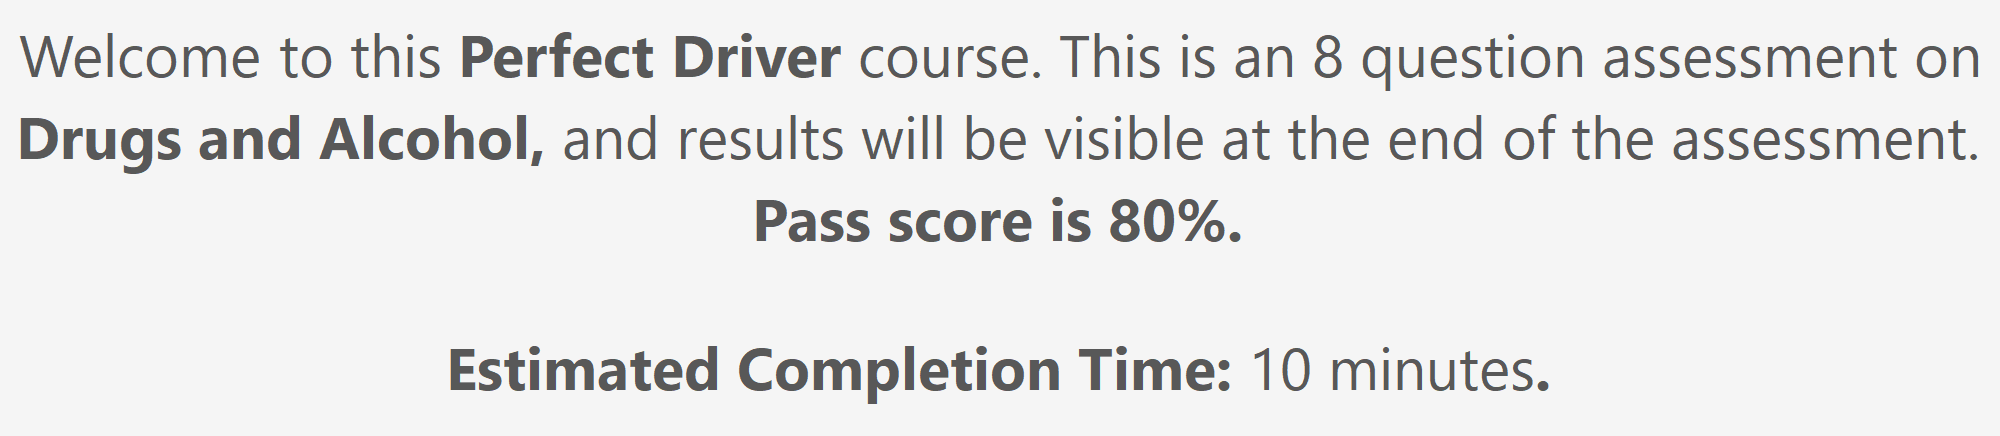 Welcome to this Perfect Driver course. This is an 8 question assessment on
Drugs and Alcohol, and results will be visible at the end of the assessment.
Pass score is 80%.
Estimated Completion Time: 10 minutes.